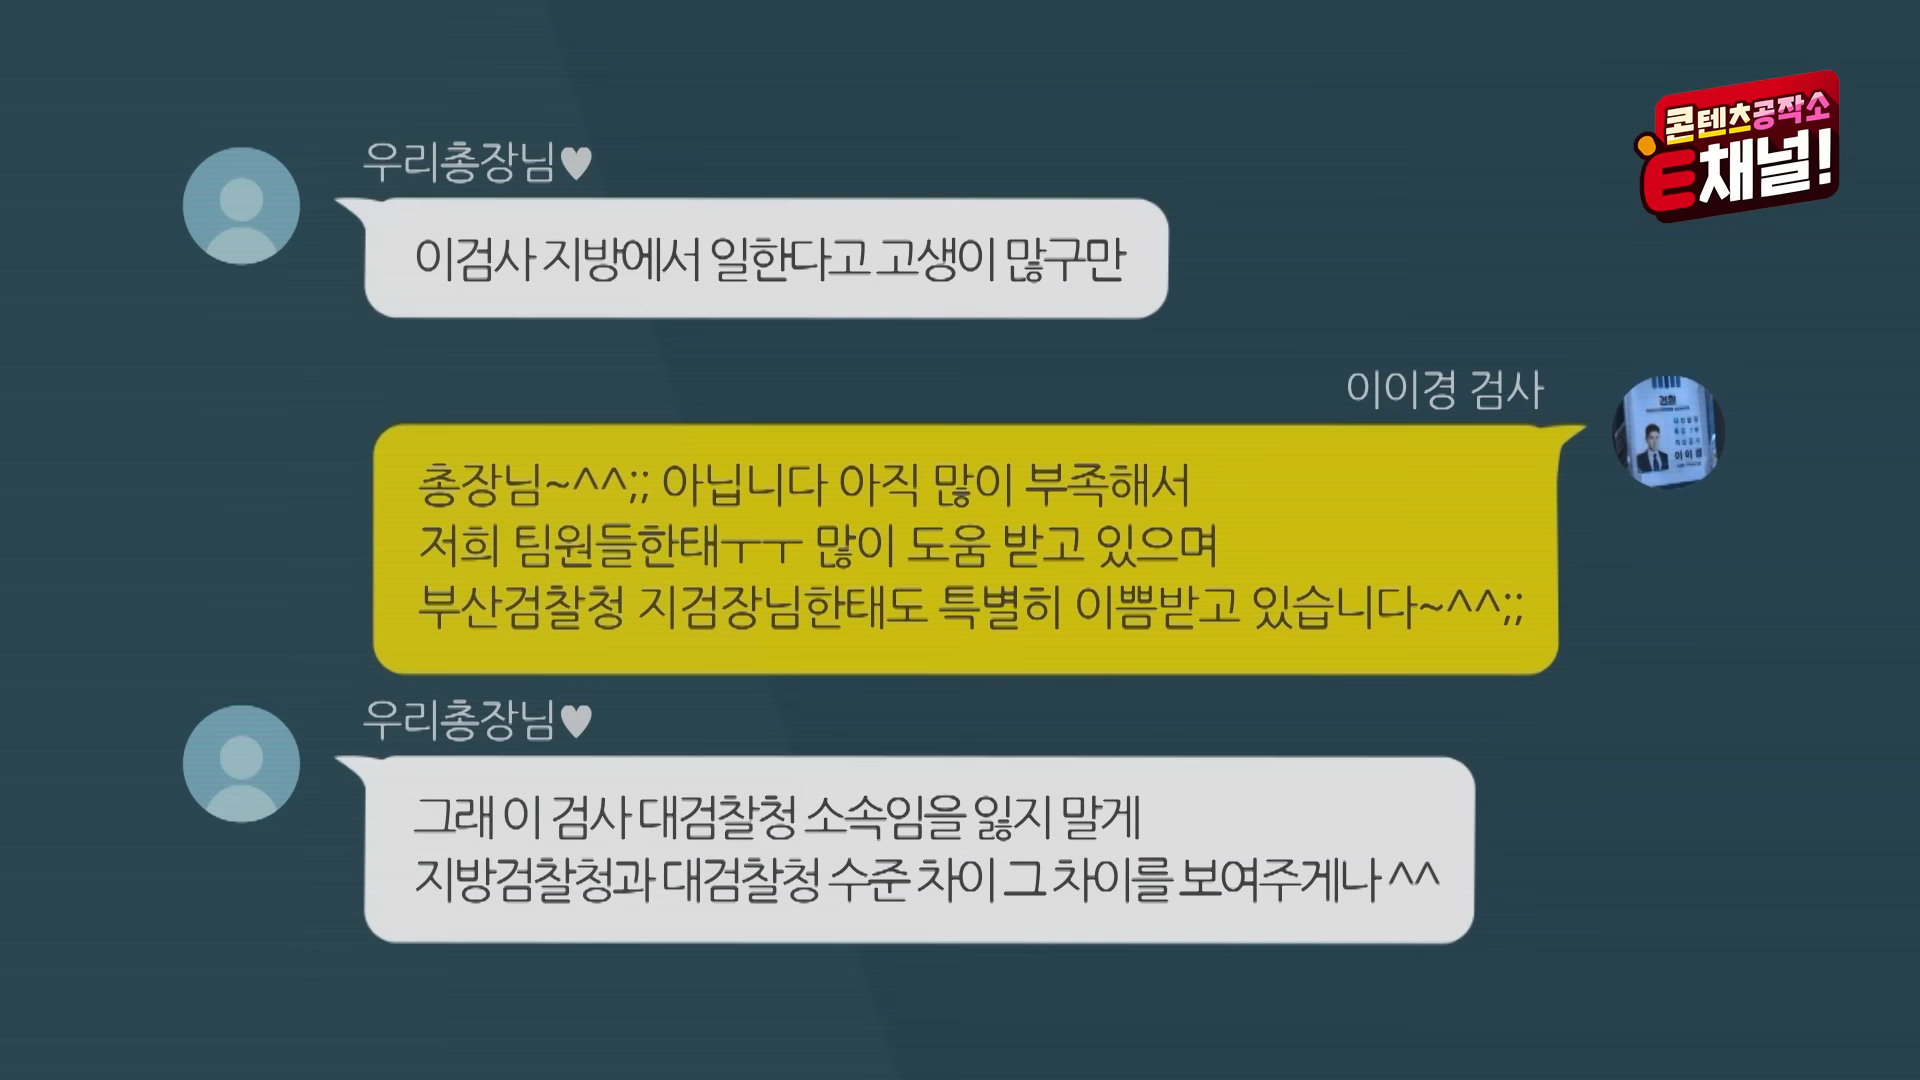 콘텐츠공작소
E채널!
우리총장님♥
이검사 지방에서 일한다고 고생이 많구만
이이경 검사
총장님~^^;; 아닙니다 아직 많이 부족해서
저희 팀원들한태ㅜㅜ 많이 도움 받고 있으며
부산검찰청 지검장님한태도 특별히 이쁨받고 있습니다~^^;;
우리총장님♥
그래 이 검사 대검찰청 소속임을 잃지 말게
지방검찰청과 대검찰청 수준 차이 그 차이를 보여주게나 ^^